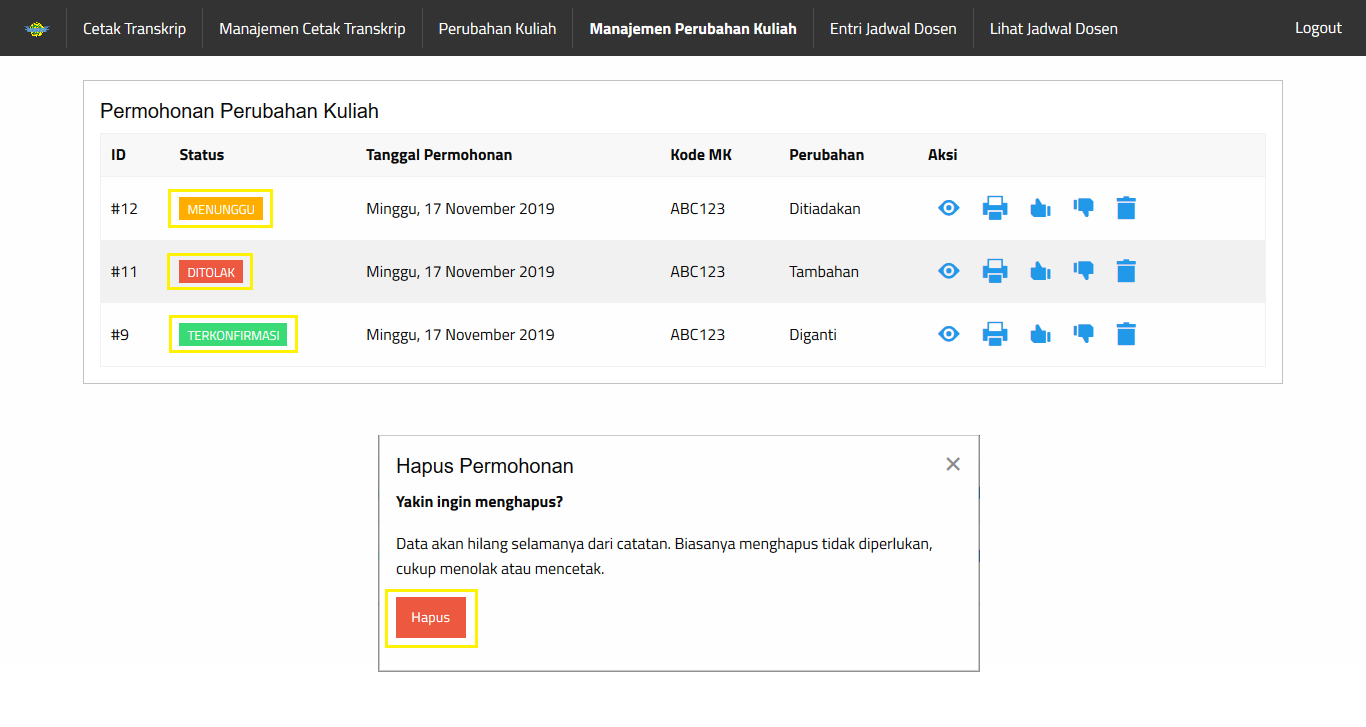 Cetak Transkrip Manajemen Cetak Transkrip Perubahan Kuliah Manajemen Perubahan Kuliah Entri Jadwal Dosen Lihat Jadwal Dosen Logout
Permohonan Perubahan Kuliah
ID Status Tanggal Permohonan Kode MK Perubahan Aksi
#12 MENUNGGU Minggu, 17 November 2019 ABC123 Ditiadakan
#11 DITOLAK Minggu, 17 November 2019 ABC123 Tambahan
#9 TERKONFIRMASI Minggu, 17 November 2019 ABC123 Diganti
Hapus Permohonan
Yakin ingin menghapus?
Data akan hilang selamanya dari catatan. Biasanya menghapus tidak diperlukan,
cukup menolak atau mencetak.
Hapus